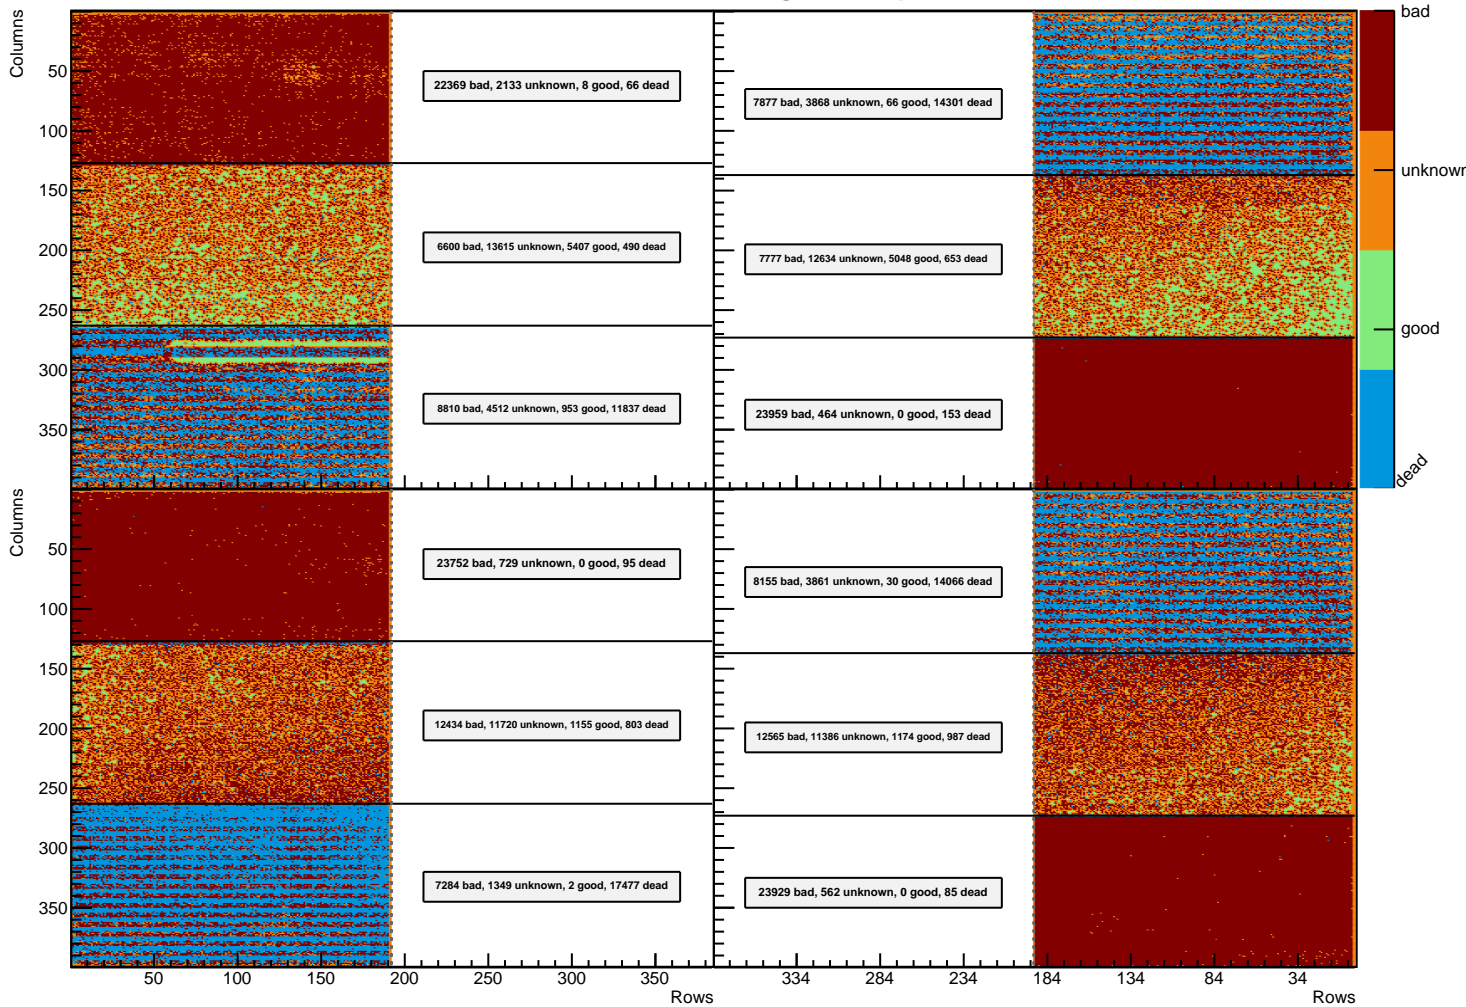 bad
Columns
50
22369 bad, 2133 unknown, 8 good, 66 dead
7877 bad, 3868 unknown, 66 good, 14301 dead
100
150
unknown
200
6600 bad, 13615 unknown, 5407 good, 490 dead
7777 bad, 12634 unknown, 5048 good, 653 dead
250
good
300
350
8810 bad, 4512 unknown, 953 good, 11837 dead
23959 bad, 464 unknown, 0 good, 153 dead
dead
Columns
50
23752 bad, 729 unknown, 0 good, 95 dead
8155 bad, 3861 unknown, 30 good, 14066 dead
100
150
200
12434 bad, 11720 unknown, 1155 good, 803 dead
12565 bad, 11386 unknown, 1174 good, 987 dead
250
300
7284 bad, 1349 unknown, 2 good, 17477 dead
23929 bad, 562 unknown, 0 good, 85 dead
350
50 100 150 200 250 300 350 334 284 234 184 134 84 34
Rows Rows